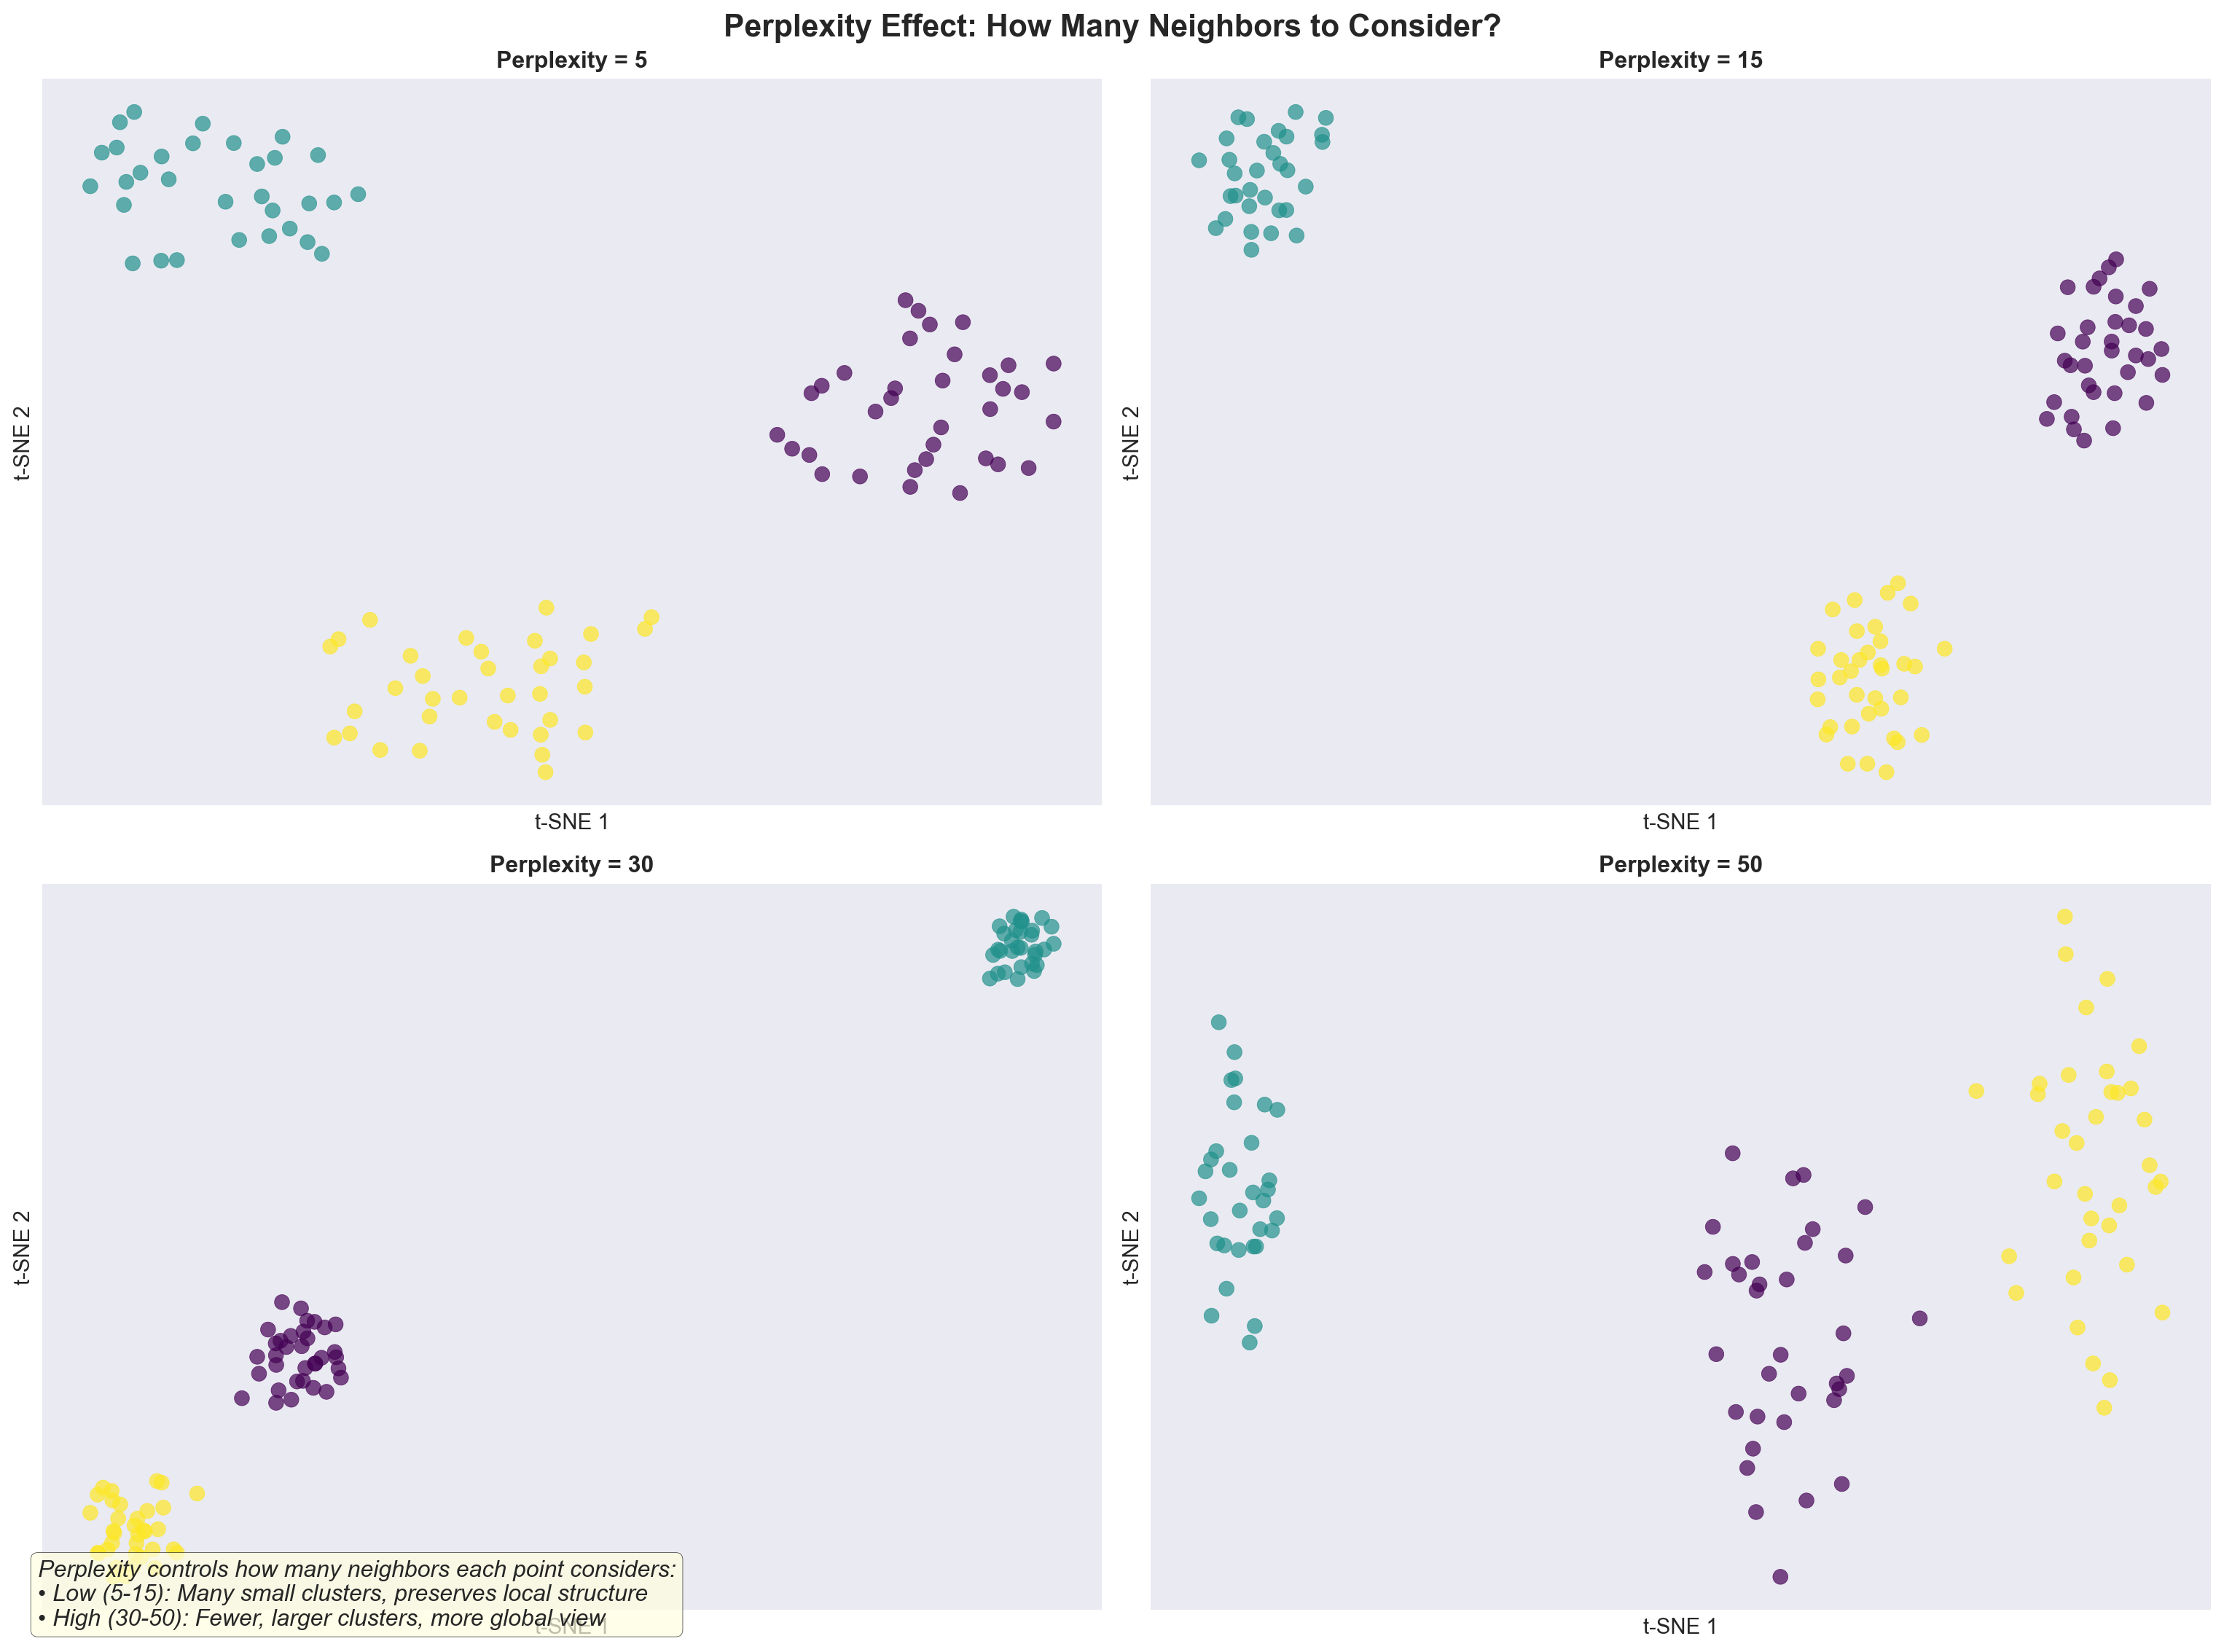 Perplexity Effect: How Many Neighbors to Consider?
Perplexity = 5
t-SNE 2
t-SNE 1
Perplexity = 15
t-SNE 2
t-SNE 1
Perplexity = 30
t-SNE 2
t-SNE 1
Perplexity = 50
t-SNE 2
t-SNE 1
Perplexity controls how many neighbors each point considers:
• Low (5-15): Many small clusters, preserves local structure
• High (30-50): Fewer, larger clusters, more global view